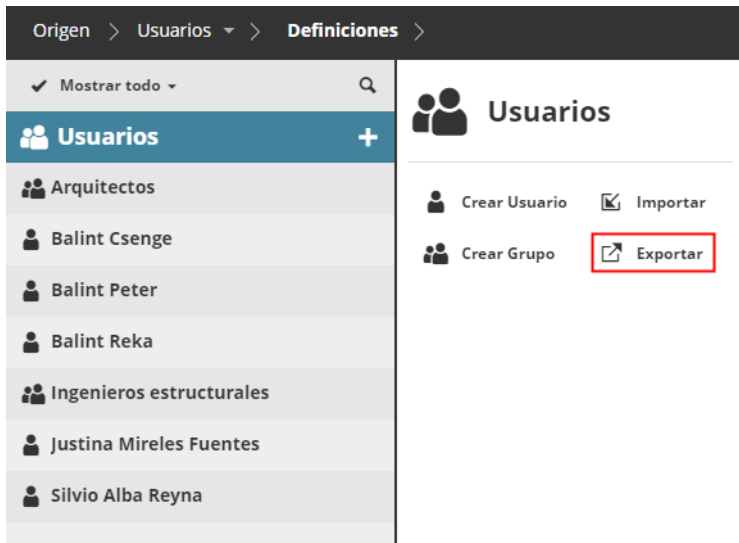 Origen Usuarios Definiciones
Mostrar todo
Usuarios
Arquitectos
Balint Csenge
Balint Peter
Balint Reka
Ingenieros estructurales
Justina Mireles Fuentes
Silvio Alba Reyna
Usuarios
Crear Usuario Importar
Crear Grupo Exportar